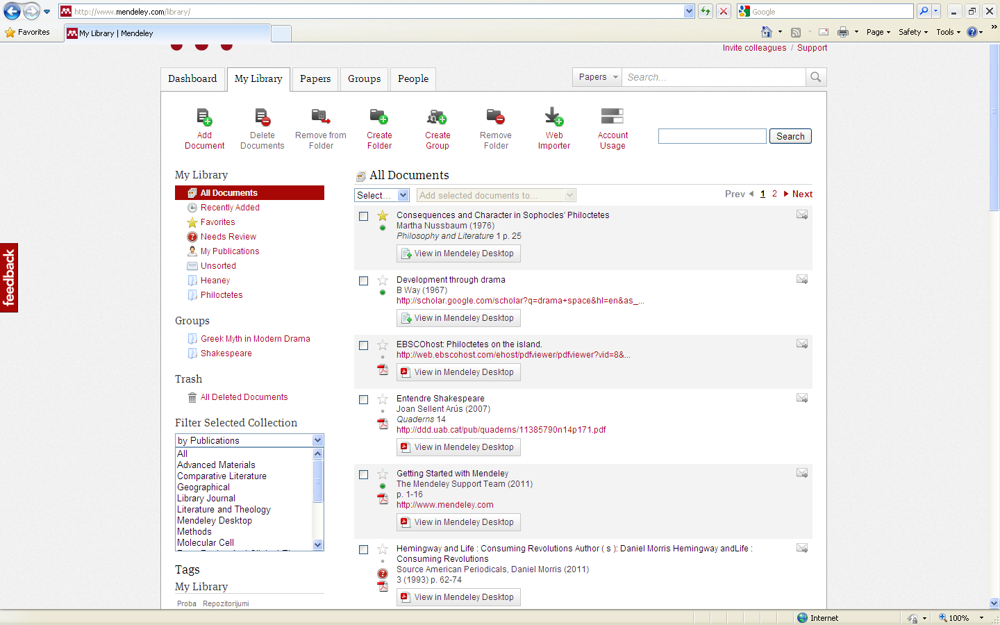 http://www.mendeley.com/library/
Google
Favorites
My Library | Mendeley
Page
Safety
Tools
Invite colleagues / Support
Dashboard
My Library
Papers
Groups
People
Papers
Search...
Add Document
Delete Documents
Remove from Folder
Create Folder
Create Group
Remove Folder
Web Importer
Account Usage
Search
feedback
My Library
All Documents
Recently Added
Favorites
Needs Review
My Publications
Unsorted
Heaney
Philoctetes
Groups
Greek Myth in Modern Drama
Shakespeare
Trash
All Deleted Documents
Filter Selected Collection
by Publications
All
Advanced Materials
Comparative Literature
Geographical
Library Journal
Literature and Theology
Mendeley Desktop
Methods
Molecular Cell
Tags
My Library
Proba Repozitorijumi
All Documents
Select...
Add selected documents to...
Prev 1 2 Next
Consequences and Character in Sophocles' Philoctetes
Martha Nussbaum (1976)
Philosophy and Literature 1 p. 25
View in Mendeley Desktop
Development through drama
B Way (1967)
http://scholar.google.com/scholar?q=drama+space&hl=en&as_...
View in Mendeley Desktop
EBSCOhost: Philoctetes on the island.
http://web.ebscohost.com/ehost/pdfviewer/pdfviewer?vid=8&...
View in Mendeley Desktop
Entendre Shakespeare
Joan Sellent Arús (2007)
Quaderns 14
http://ddd.uab.cat/pub/quaderns/11385790n14p171.pdf
View in Mendeley Desktop
Getting Started with Mendeley
The Mendeley Support Team (2011)
p. 1-16
http://www.mendeley.com
View in Mendeley Desktop
Hemingway and Life : Consuming Revolutions Author ( s ): Daniel Morris Hemingway andLife :
Consuming Revolutions
Source American Periodicals, Daniel Morris (2011)
3 (1993) p. 62-74
View in Mendeley Desktop
Internet
100%